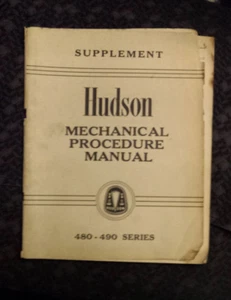 SUPPLEMENT
Hudson
MECHANICAL
PROCEDURE
MANUAL
480-490 SERIES